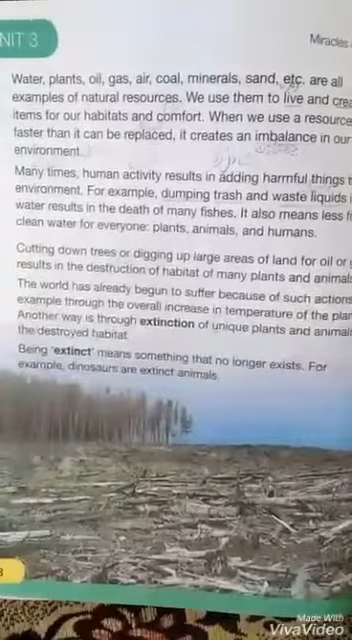 NIT 3
Miracles
Water, plants, oil, gas, air, coal, minerals, sand, etc. are all
examples of natural resources. We use them to live and crea
items for our habitats and comfort. When we use a resource
faster than it can be replaced, it creates an imbalance in our
environment.
Many times, human activity results in adding harmful things t
environment. For example, dumping trash and waste liquids i
water results in the death of many fishes. It also means less f
clean water for everyone: plants, animals, and humans.
Cutting down trees or digging up large areas of land for oil or
results in the destruction of habitat of many plants and animal
The world has already begun to suffer because of such actions
example through the overall increase in temperature of the plan
Another way is through extinction of unique plants and animal
the destroyed habitat.
Being 'extinct' means something that no longer exists. For
example, dinosaurs are extinct animals.
8
Made With
VivaVideo